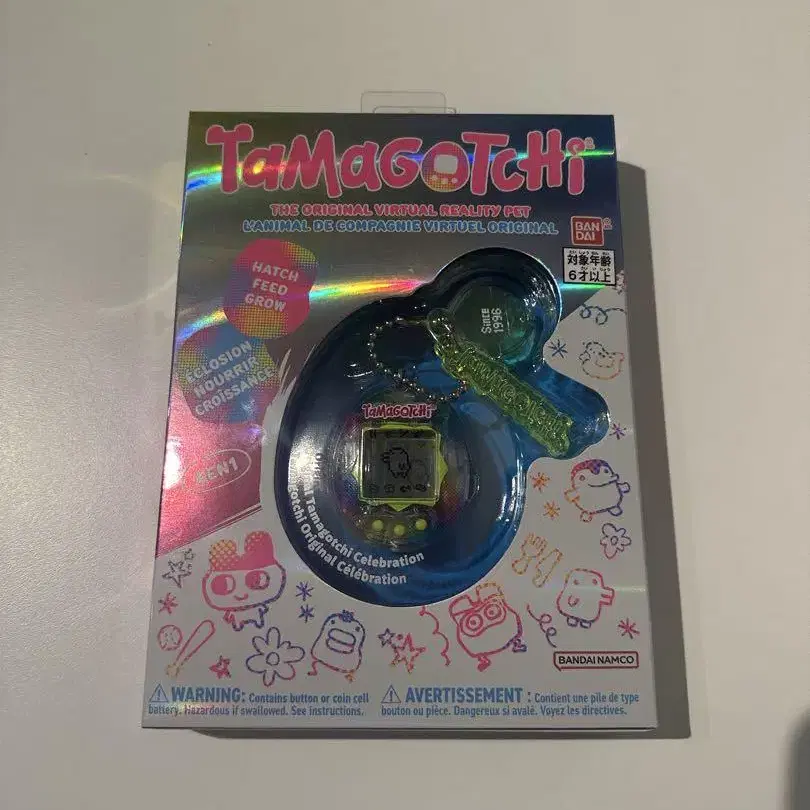 TaMaGoTCHi
THE ORIGINAL VIRTUAL REALITY PET
L'ANIMAL DE COMPAGNIE VIRTUEL ORIGINAL
BAN
DAI
対象年齢
6才以上
HATCH
FEED
GROW
Since
1996
ÉCLOSION
NOURRIR
CROISSANCE
TaMaGoTCHi
GEN1
Tamagotchi Celebration
Original Célébration
BANDAI NAMCO
WARNING: Contains button or coin cell
battery. Hazardous if swallowed. See instructions.
AVERTISSEMENT : Contient une pile de type
bouton ou pièce. Dangereux si avalé. Voyez les directives.